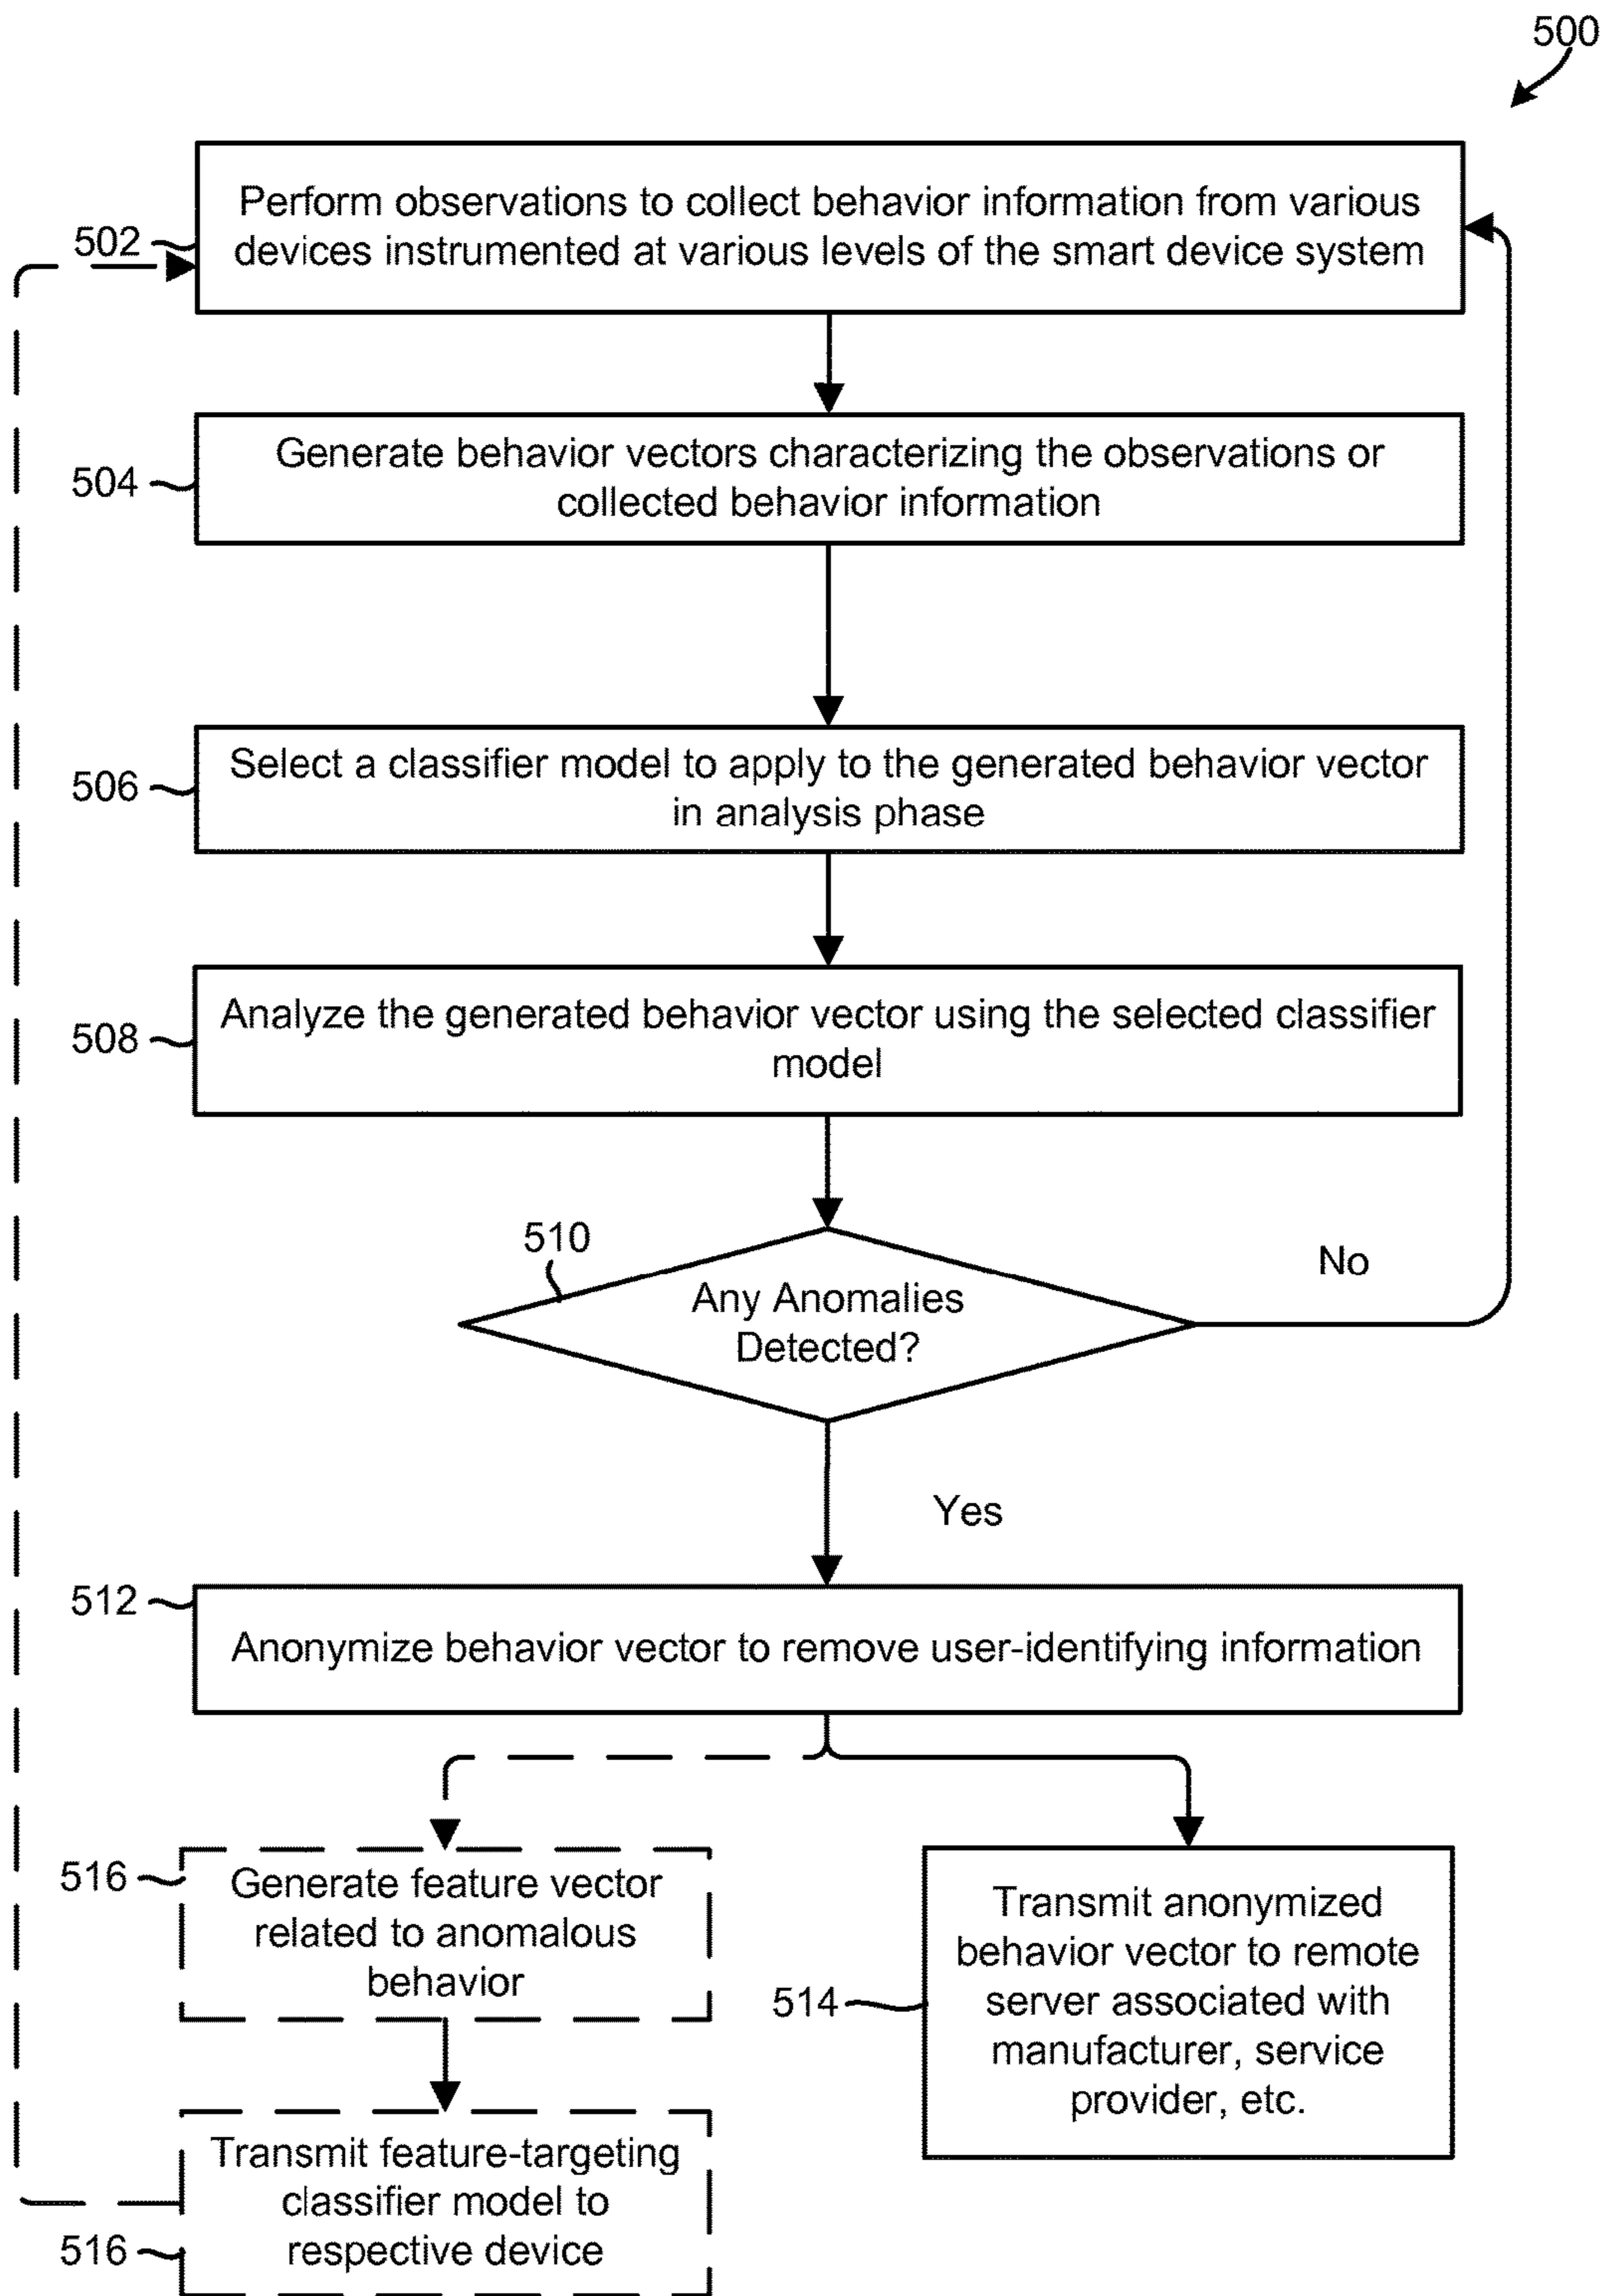 500
502
Perform observations to collect behavior information from various
devices instrumented at various levels of the smart device system
504
Generate behavior vectors characterizing the observations or
collected behavior information
506
Select a classifier model to apply to the generated behavior vector
in analysis phase
508
Analyze the generated behavior vector using the selected classifier
model
510
Any Anomalies
Detected?
No
Yes
512
Anonymize behavior vector to remove user-identifying information
516
Generate feature vector
related to anomalous
behavior
514
Transmit anonymized
behavior vector to remote
server associated with
manufacturer, service
provider, etc.
516
Transmit feature-targeting
classifier model to
respective device